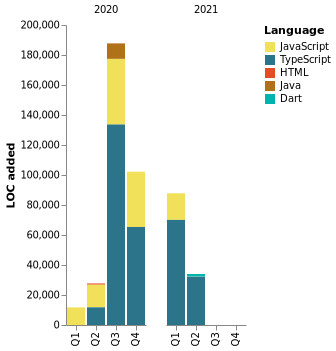 2020 2021
Language
JavaScript
TypeScript
HTML
Java
Dart
LOC added
200,000
180,000
160,000
140,000
120,000
100,000
80,000
60,000
40,000
20,000
0
Q1 Q2 Q3 Q4 Q1 Q2 Q3 Q4